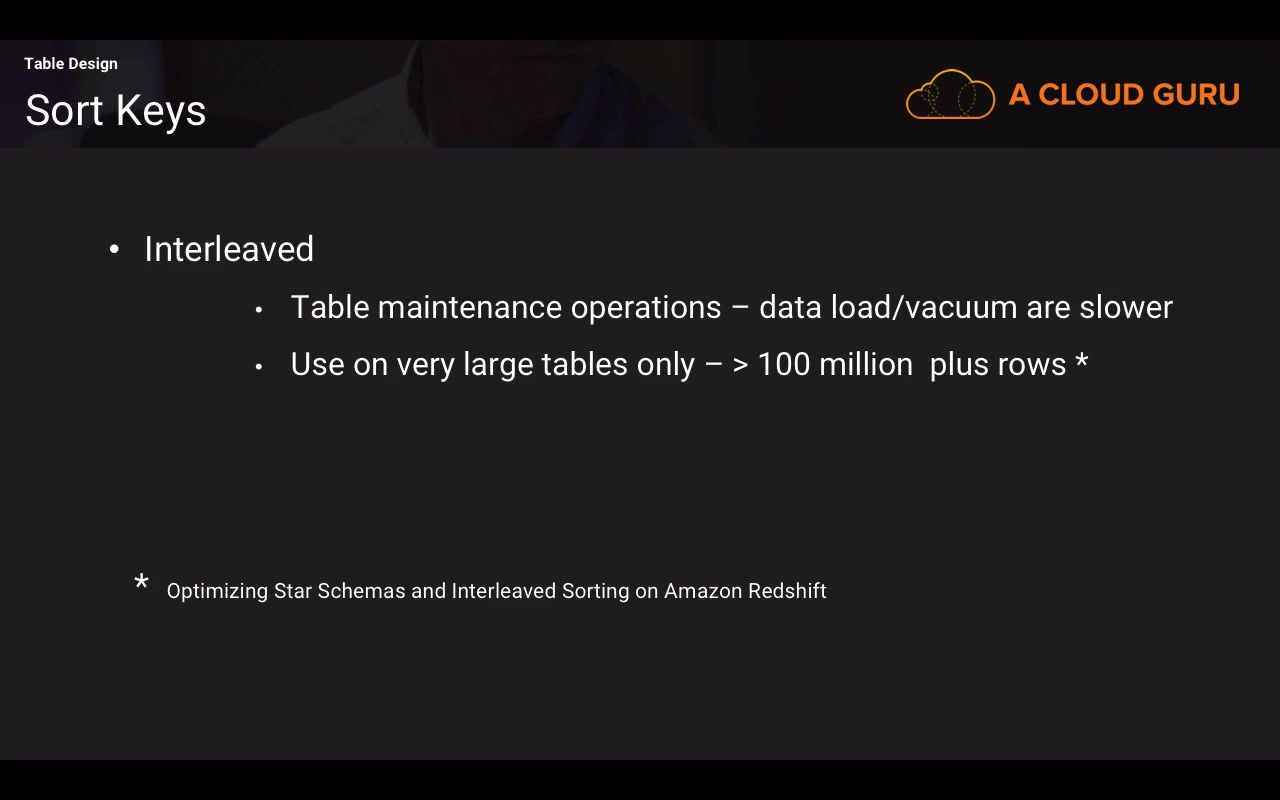 Table Design
Sort Keys
A CLOUD GURU
• Interleaved
• Table maintenance operations – data load/vacuum are slower
• Use on very large tables only – > 100 million  plus rows *
* Optimizing Star Schemas and Interleaved Sorting on Amazon Redshift